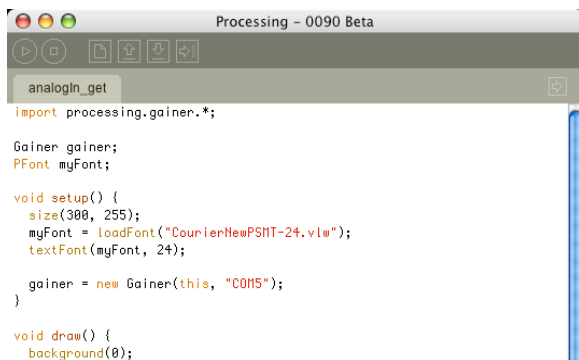 Processing – 0090 Beta
analogIn_get
import processing.gainer.*;
Gainer gainer;
PFont myFont;
void setup() {
size(300, 255);
myFont = loadFont("CourierNewPSMT-24.vlw");
textFont(myFont, 24);
gainer = new Gainer(this, "COM5");
}
void draw() {
background(0);